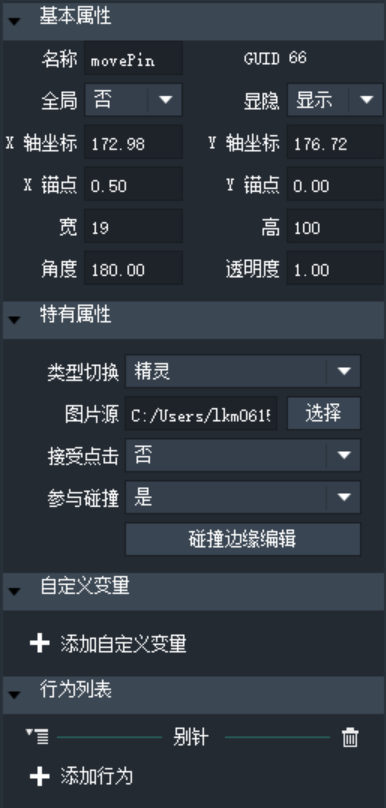 基本属性
名称 movePin GUID 66
全局 否 显隐 显示
X 轴坐标 172.98 Y 轴坐标 176.72
X 锚点 0.50 Y 锚点 0.00
宽 19 高 100
角度 180.00 透明度 1.00
特有属性
类型切换 精灵
图片源 C:/Users/lkm0615 选择
接受点击 否
参与碰撞 是
碰撞边缘编辑
自定义变量
添加自定义变量
行为列表
别针
添加行为